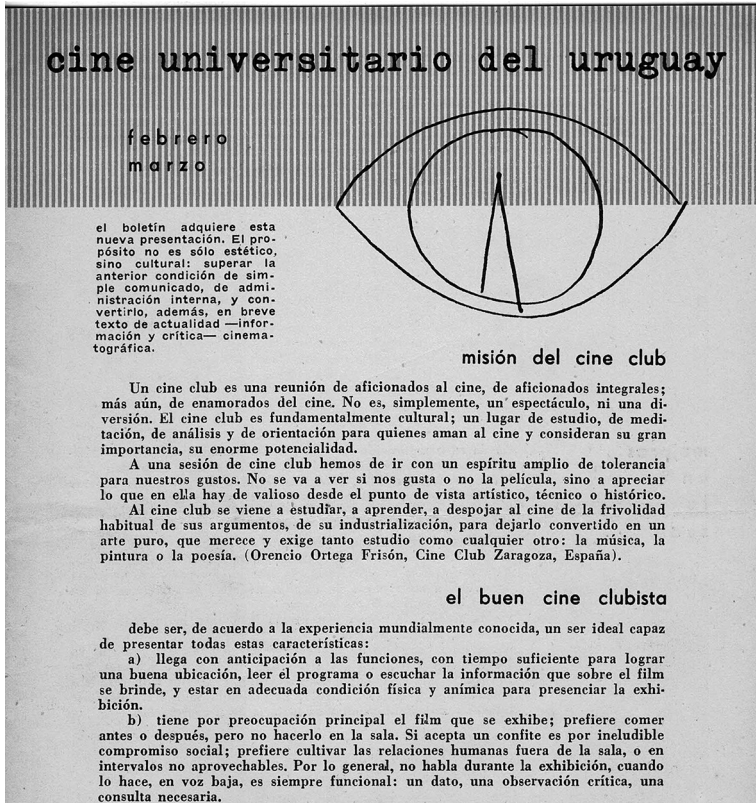 cine universitario del uruguay
febrero
marzo
el boletín adquiere esta
nueva presentación. El pro-
pósito no es sólo estético,
sino cultural: superar la
anterior condición de sim-
ple comunicado, de admi-
nistración interna, y con-
vertirlo, además, en breve
texto de actualidad —infor-
mación y crítica— cinema-
tográfica.
misión del cine club
Un cine club es una reunión de aficionados al cine, de aficionados integrales;
más aún, de enamorados del cine. No es, simplemente, un espectáculo, ni una di-
versión. El cine club es fundamentalmente cultural; un lugar de estudio, de medi-
tación, de análisis y de orientación para quienes aman al cine y consideran su gran
importancia, su enorme potencialidad.
A una sesión de cine club hemos de ir con un espíritu amplio de tolerancia
para nuestros gustos. No se va a ver si nos gusta o no la película, sino a apreciar
lo que en ella hay de valioso desde el punto de vista artístico, técnico o histórico.
Al cine club se viene a estudiar, a aprender, a despojar al cine de la frivolidad
habitual de sus argumentos, de su industrialización, para dejarlo convertido en un
arte puro, que merece y exige tanto estudio como cualquier otro: la música, la
pintura o la poesía. (Orencio Ortega Frisón, Cine Club Zaragoza, España).
el buen cine clubista
debe ser, de acuerdo a la experiencia mundialmente conocida, un ser ideal capaz
de presentar todas estas características:
a) llega con anticipación a las funciones, con tiempo suficiente para lograr
una buena ubicación, leer el programa o escuchar la información que sobre el film
se brinde, y estar en adecuada condición física y anímica para presenciar la exhi-
bición.
b) tiene por preocupación principal el film que se exhibe; prefiere comer
antes o después, pero no hacerlo en la sala. Si acepta un confite es por ineludible
compromiso social; prefiere cultivar las relaciones humanas fuera de la sala, o en
intervalos no aprovechables. Por lo general, no habla durante la exhibición, cuando
lo hace, en voz baja, es siempre funcional: un dato, una observación crítica, una
consulta necesaria.